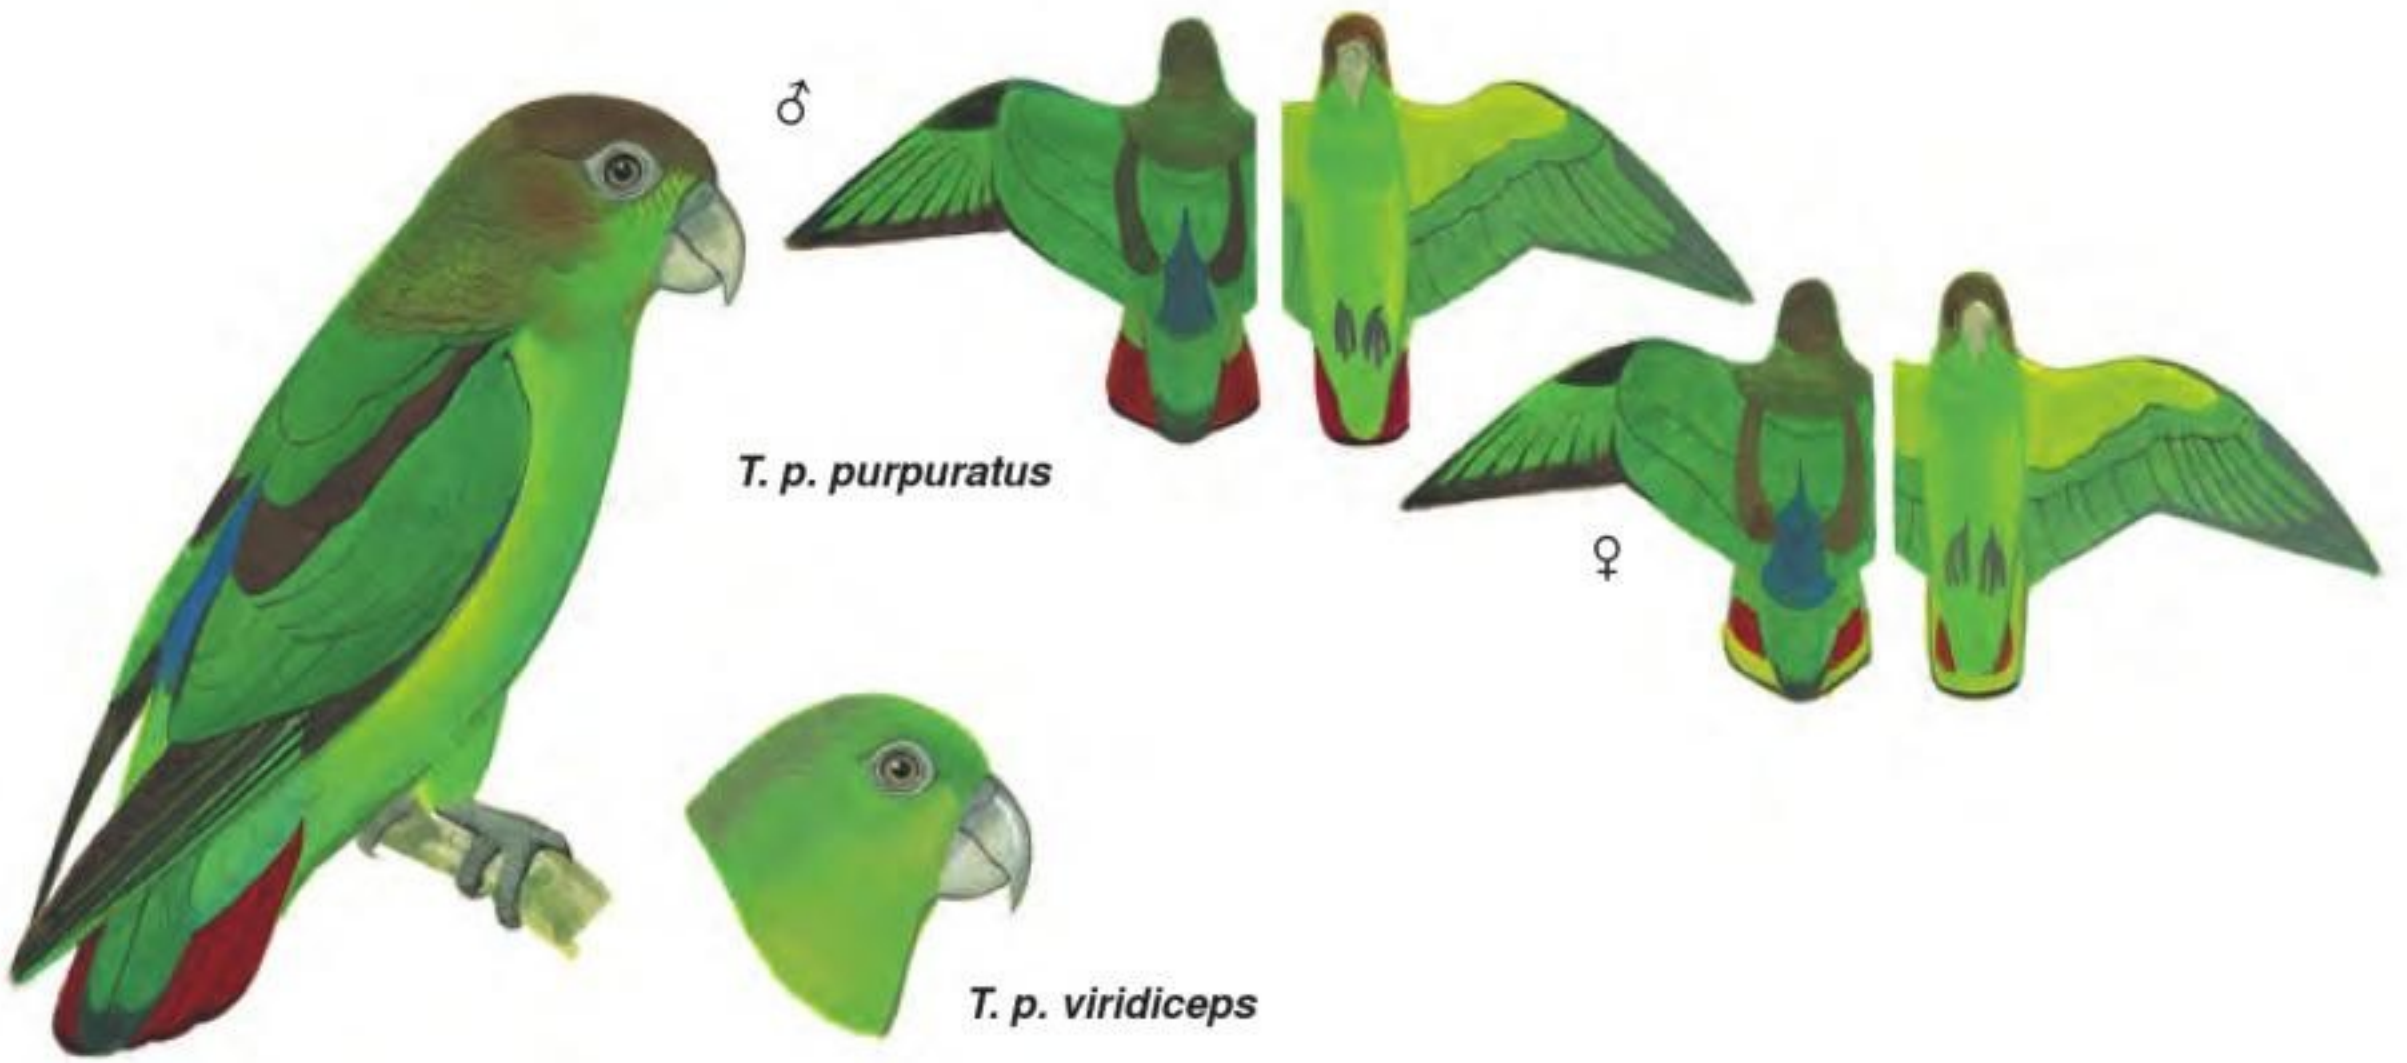 ♂
T. p. purpuratus
♀
T. p. viridiceps